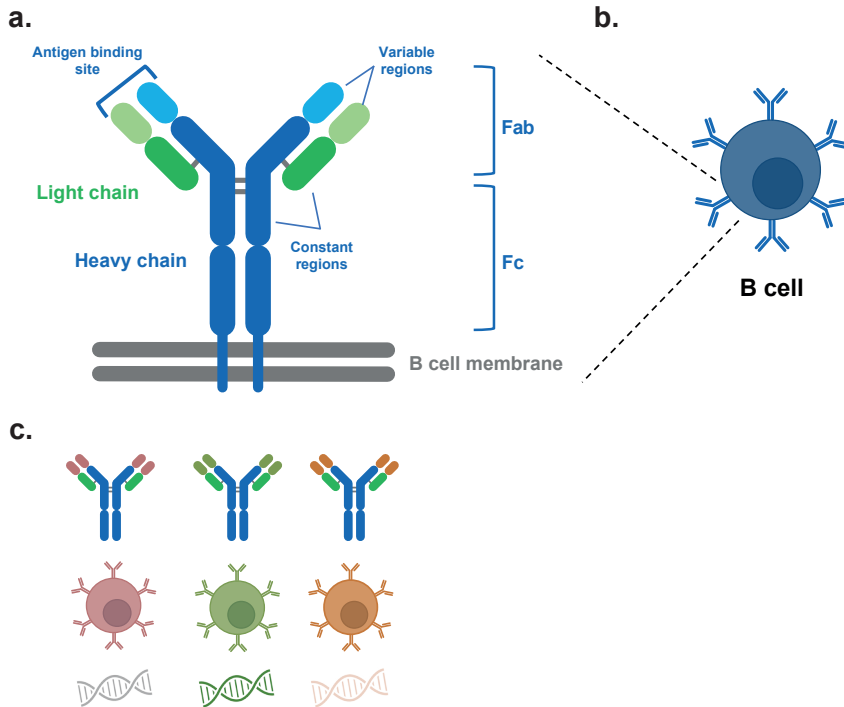 a.
b.
Antigen binding
site
Variable
regions
Fab
Light chain
Heavy chain
Constant
regions
Fc
B cell
B cell membrane
c.